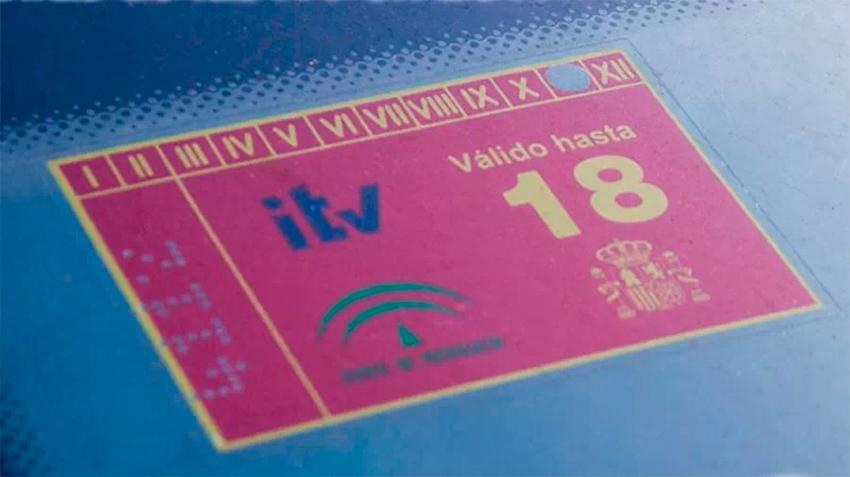 I II III IV V VI VII VIII IX X XII
Válido hasta
18
itv